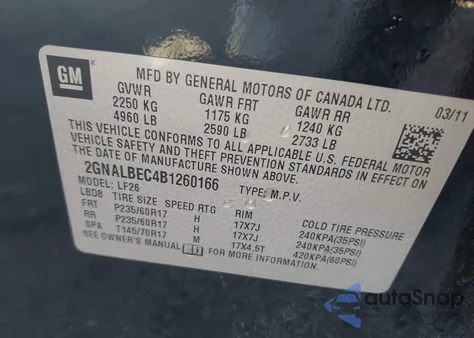 GM
MFD BY GENERAL MOTORS OF CANADA LTD.
GVWR GAWR FRT GAWR RR 03/11
2250 KG 1175 KG 1240 KG
4960 LB 2590 LB 2733 LB
THIS VEHICLE CONFORMS TO ALL APPLICABLE U.S. FEDERAL MOTOR
VEHICLE SAFETY, BUMPER, AND THEFT PREVENTION STANDARDS IN EFFECT ON
THE DATE OF MANUFACTURE SHOWN ABOVE.
2GNALBEC4B1260166 TYPE: M.P.V.
MODEL: LF26
LBDB TIRE SIZE SPEED RTG RIM COLD TIRE PRESSURE
FRT P235/60R17 H 17X7J 240KPA(35PSI)
RR P235/60R17 H 17X7J 240KPA(35PSI)
SPA T145/70R17 M 17X4.5T 420KPA(60PSI)
SEE OWNER'S MANUAL FOR MORE INFORMATION.
autoSnap